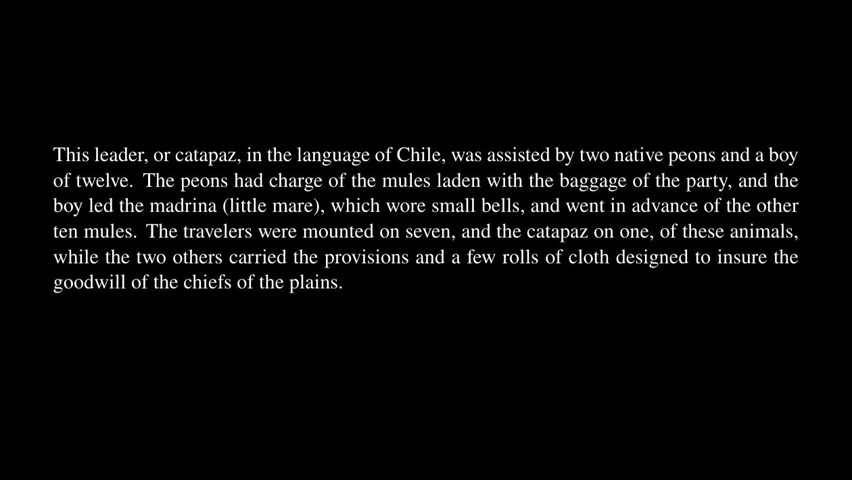 This leader, or catapaz, in the language of Chile, was assisted by two native peons and a boy
of twelve. The peons had charge of the mules laden with the baggage of the party, and the
boy led the madrina (little mare), which wore small bells, and went in advance of the other
ten mules. The travelers were mounted on seven, and the catapaz on one, of these animals,
while the two others carried the provisions and a few rolls of cloth designed to insure the
goodwill of the chiefs of the plains.